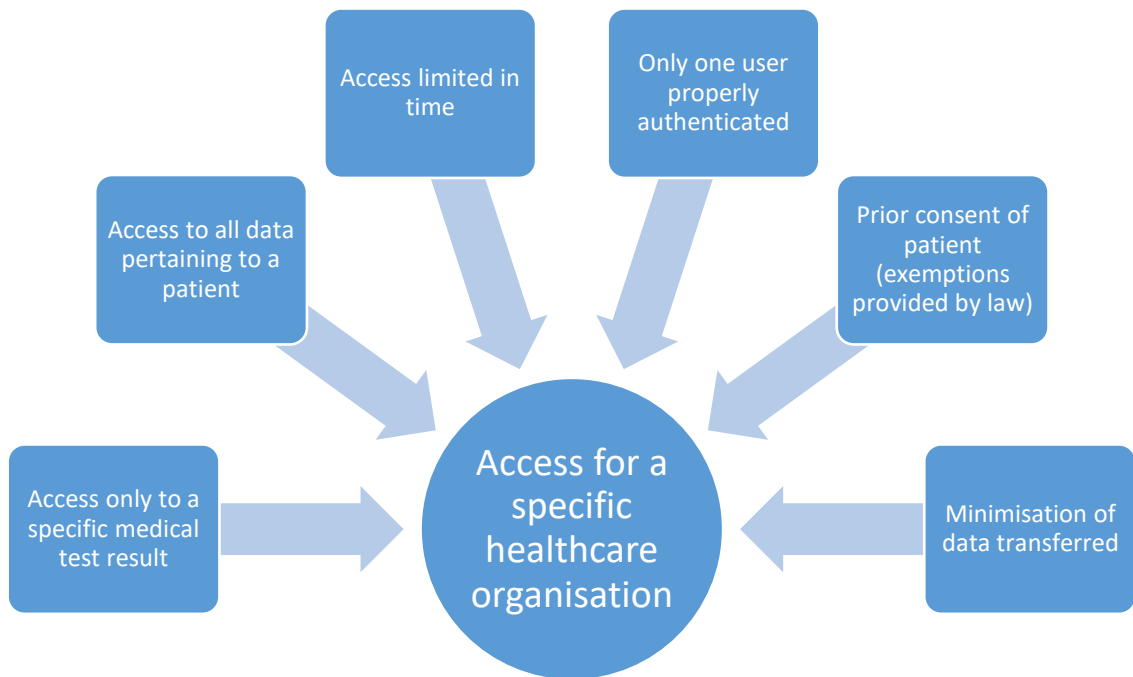 Access limited in
time
Only one user
properly
authenticated
Access to all data
pertaining to a
patient
Prior consent of
patient
(exemptions
provided by law)
Access only to a
specific medical
test result
Access for a
specific
healthcare
organisation
Minimisation of
data transferred